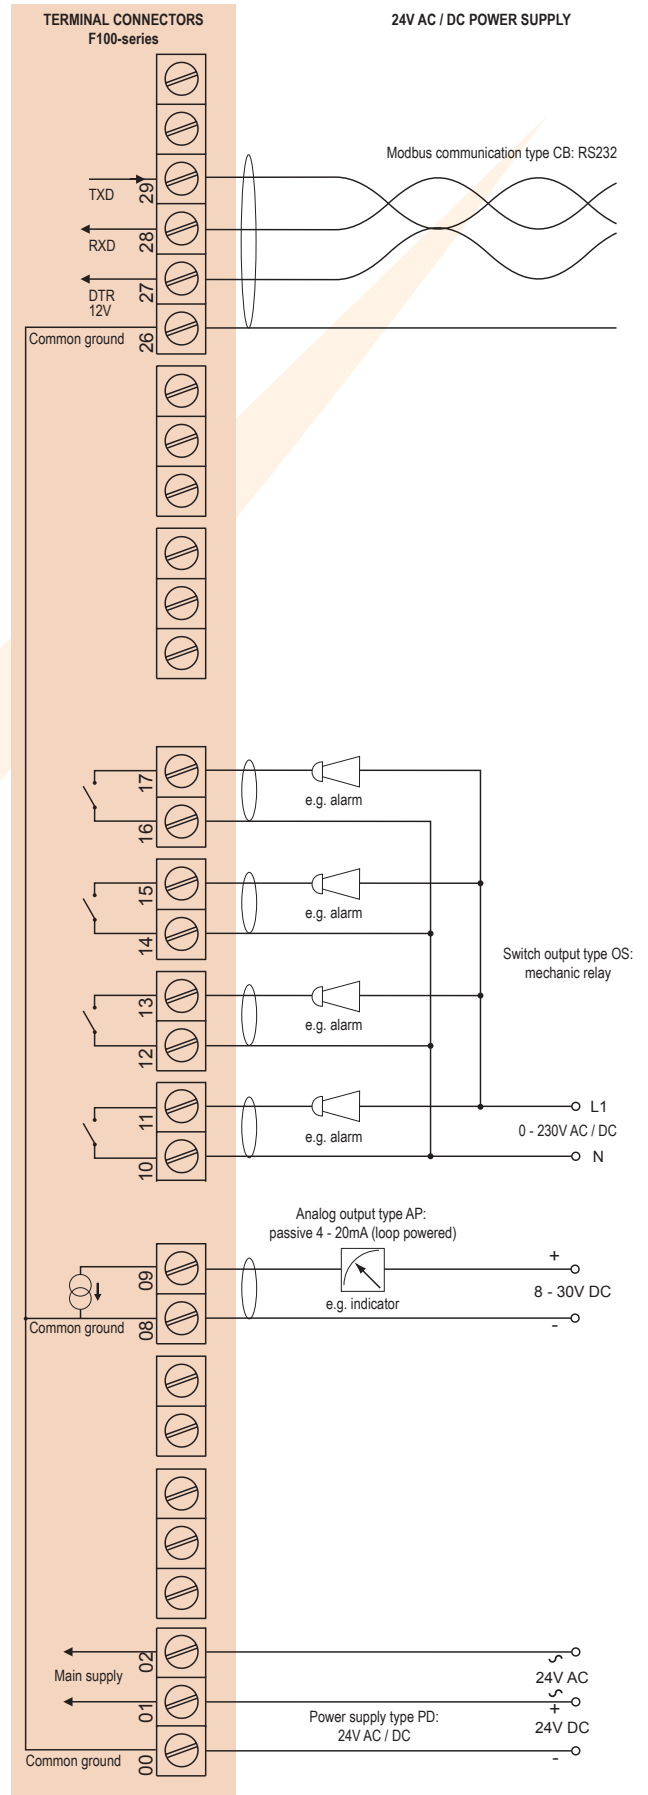 TERMINAL CONNECTORS
F100-series
24V AC / DC POWER SUPPLY
Modbus communication type CB: RS232
29
TXD
28
RXD
27
DTR
12V
26
Common ground
17
e.g. alarm
16
15
e.g. alarm
14
Switch output type OS:
mechanic relay
13
e.g. alarm
12
11
L1
e.g. alarm
0 - 230V AC / DC
10
N
Analog output type AP:
passive 4 - 20mA (loop powered)
09
+
8 - 30V DC
e.g. indicator
08
Common ground
-
02
Main supply
24V AC
01
+
Power supply type PD:
24V AC / DC
24V DC
00
Common ground
-